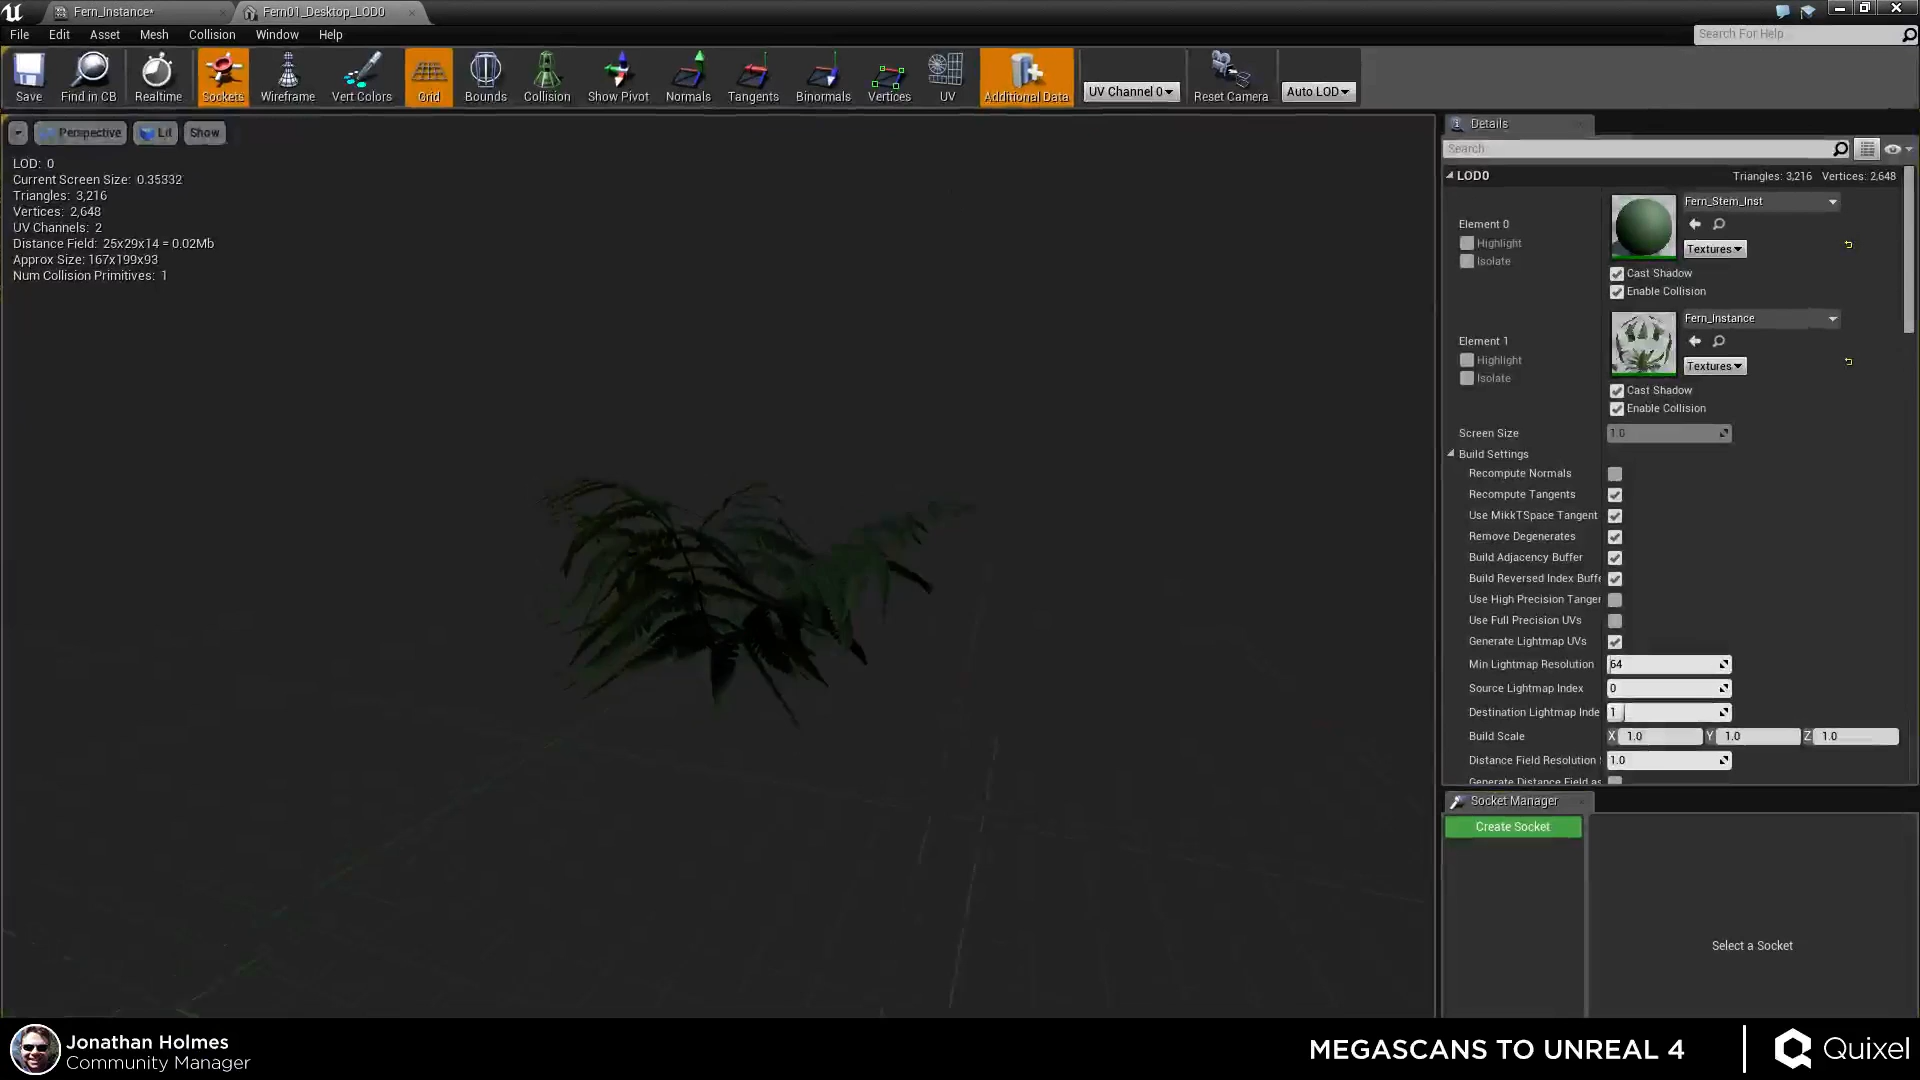 Fern_Instance*
Fern01_Desktop_LOD0
File Edit Asset Mesh Collision Window Help
Search For Help
Save
Find in CB
Realtime
Sockets
Wireframe
Vert Colors
Grid
Bounds
Collision
Show Pivot
Normals
Tangents
Binormals
Vertices
UV
Additional Data
UV Channel 0
Reset Camera
Auto LOD
Perspective
Lit
Show
LOD: 0
Current Screen Size: 0.35332
Triangles: 3,216
Vertices: 2,648
UV Channels: 2
Distance Field: 25x29x14 = 0.02Mb
Approx Size: 167x199x93
Num Collision Primitives: 1
Details
Search
LOD0
Triangles: 3,216 Vertices: 2,648
Element 0
Highlight
Isolate
Fern_Stem_Inst
Textures
Cast Shadow
Enable Collision
Element 1
Highlight
Isolate
Fern_Instance
Textures
Cast Shadow
Enable Collision
Screen Size 1.0
Build Settings
Recompute Normals
Recompute Tangents
Use MikkTSpace Tangent
Remove Degenerates
Build Adjacency Buffer
Build Reversed Index Buffe
Use High Precision Tanger
Use Full Precision UVs
Generate Lightmap UVs
Min Lightmap Resolution 64
Source Lightmap Index 0
Destination Lightmap Inde 1
Build Scale X 1.0 Y 1.0 Z 1.0
Distance Field Resolution 1.0
Generate Distance Field as
Socket Manager
Create Socket
Select a Socket
Jonathan Holmes
Community Manager
MEGASCANS TO UNREAL 4
Quixel